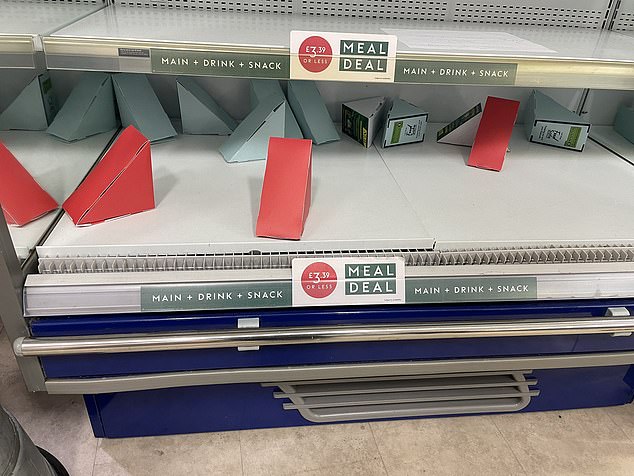 £3.39
OR LESS
MEAL
DEAL
MAIN + DRINK + SNACK
MAIN + DRINK + SNACK
£3.39
OR LESS
MEAL
DEAL
MAIN + DRINK + SNACK
MAIN + DRINK + SNACK